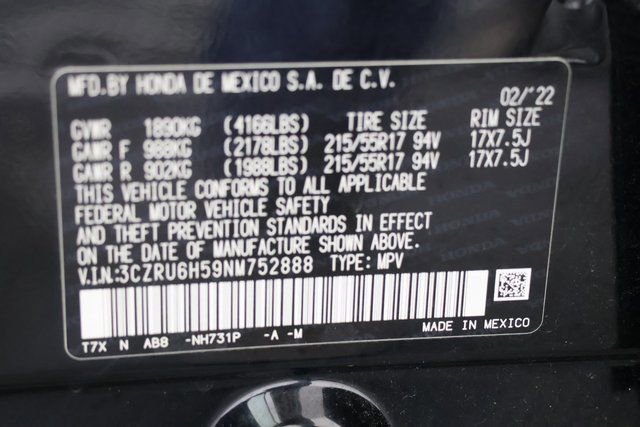 MFD.BY HONDA DE MEXICO S.A. DE C.V.
02/'22
GVWR 1890KG (4166LBS) TIRE SIZE RIM SIZE
GAWR F 988KG (2178LBS) 215/55R17 94V 17X7.5J
GAWR R 902KG (1988LBS) 215/55R17 94V 17X7.5J
THIS VEHICLE CONFORMS TO ALL APPLICABLE
FEDERAL MOTOR VEHICLE SAFETY
AND THEFT PREVENTION STANDARDS IN EFFECT
ON THE DATE OF MANUFACTURE SHOWN ABOVE.
V.I.N:3CZRU6H59NM752888 TYPE: MPV
T7X N AB8 -NH731P -A -M
MADE IN MEXICO